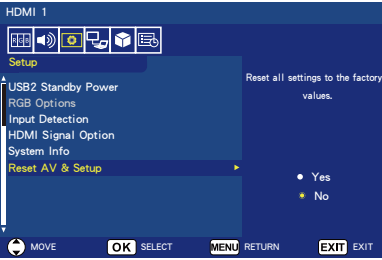 HDMI 1
RGB
Setup
USB2 Standby Power
RGB Options
Input Detection
HDMI Signal Option
System Info
Reset AV & Setup
Reset all settings to the factory
values.
Yes
No
MOVE
OK SELECT
MENU RETURN
EXIT EXIT